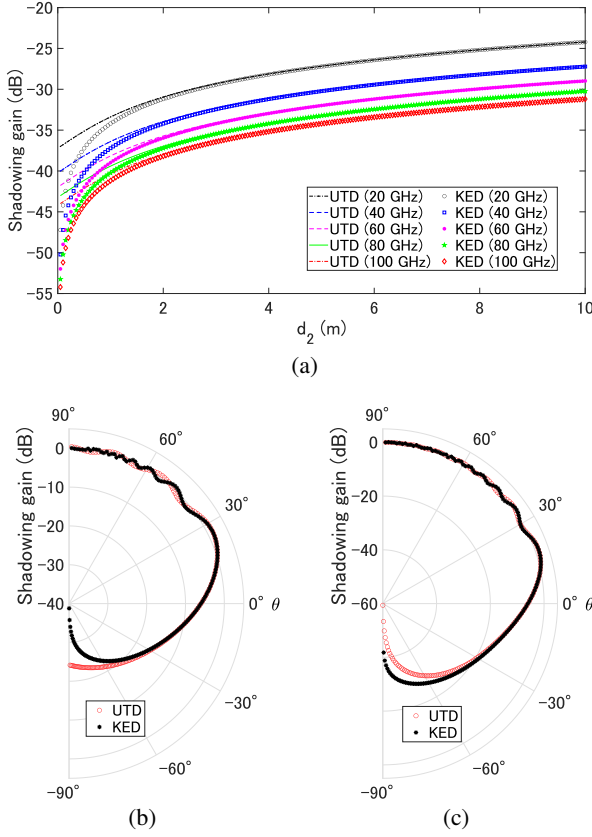 -20
-25
-30
-35
-40
-45
-50
-55
Shadowing gain (dB)
UTD (20 GHz) KED (20 GHz)
UTD (40 GHz) KED (40 GHz)
UTD (60 GHz) KED (60 GHz)
UTD (80 GHz) KED (80 GHz)
UTD (100 GHz) KED (100 GHz)
0 2 4 6 8 10
d2 (m)
(a)
90°
60°
30°
0° θ
-30°
-60°
-90°
0
-10
-20
-30
-40
Shadowing gain (dB)
UTD
KED
(b)
90°
60°
30°
0° θ
-30°
-60°
-90°
0
-20
-40
-60
Shadowing gain (dB)
UTD
KED
(c)